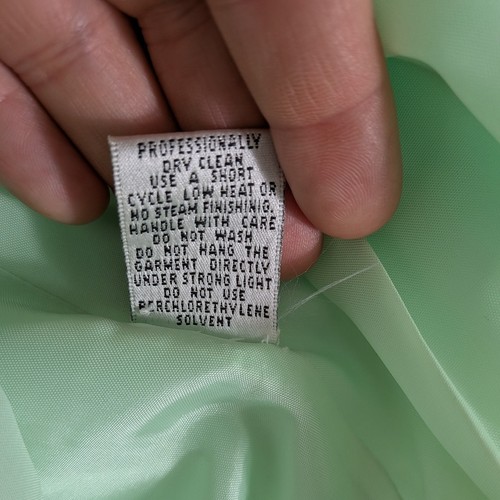 PROFESSIONALLY
DRY CLEAN
USE A SHORT
CYCLE LOW HEAT OR
NO STEAM FINISHING.
HANDLE WITH CARE
DO NOT WASH
DO NOT HANG THE
GARMENT DIRECTLY
UNDER STRONG LIGHT
DO NOT USE
PERCHLORETHYLENE
SOLVENT